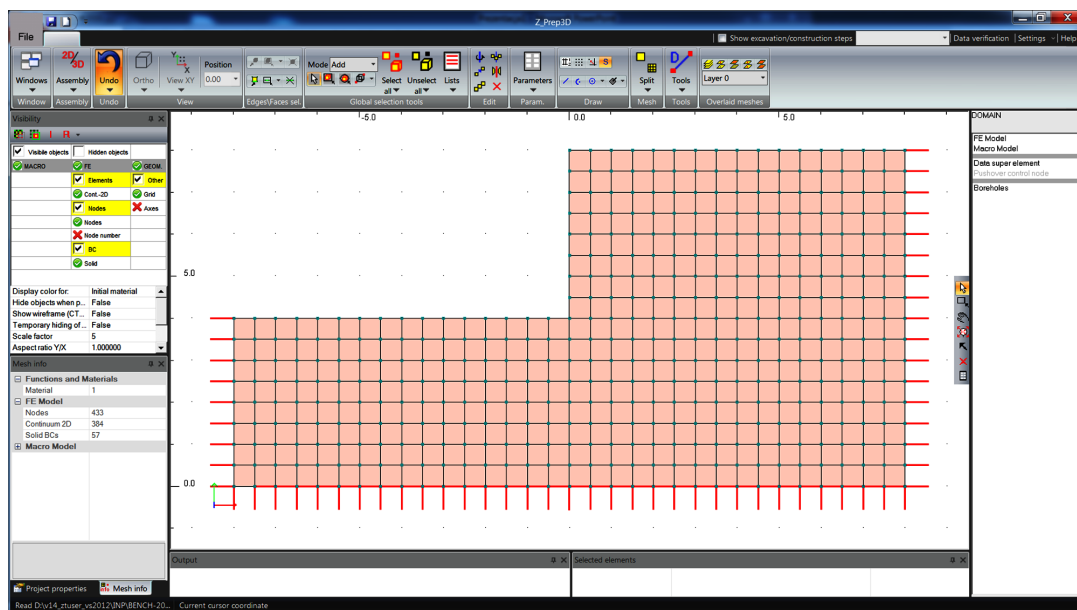 Z_Prep3D
File
Show excavation/construction steps
Data verification | Settings - | Help
Windows
Window
2D/3D
Assembly
Assembly
Undo
Undo
Ortho
View XY
Position
0.00
View
Edges\Faces sel.
Mode Add
Select all
Unselect all
Lists
Global selection tools
Edit
Parameters
Param.
Draw
Split
Mesh
Tools
Tools
Layer 0
Overlaid meshes
Visibility
Visible objects
Hidden objects
MACRO
FE
GEOM.
Elements
Other
Cont.-2D
Grid
Nodes
Axes
Nodes
Node number
BC
Solid
Display color for: Initial material
Hide objects when p... False
Show wireframe (CT... False
Temporary hiding of... False
Scale factor 5
Aspect ratio Y/X 1.000000
Mesh info
Functions and Materials
Material 1
FE Model
Nodes 433
Continuum 2D 384
Solid BCs 57
Macro Model
Project properties
Mesh info
-5.0
0.0
5.0
5.0
0.0
Output
Selected elements
DOMAIN
FE Model
Macro Model
Data super element
Pushover control node
Boreholes
Read D:\v14_ztuser_vs2012\INP\BENCH-20... Current cursor coordinate